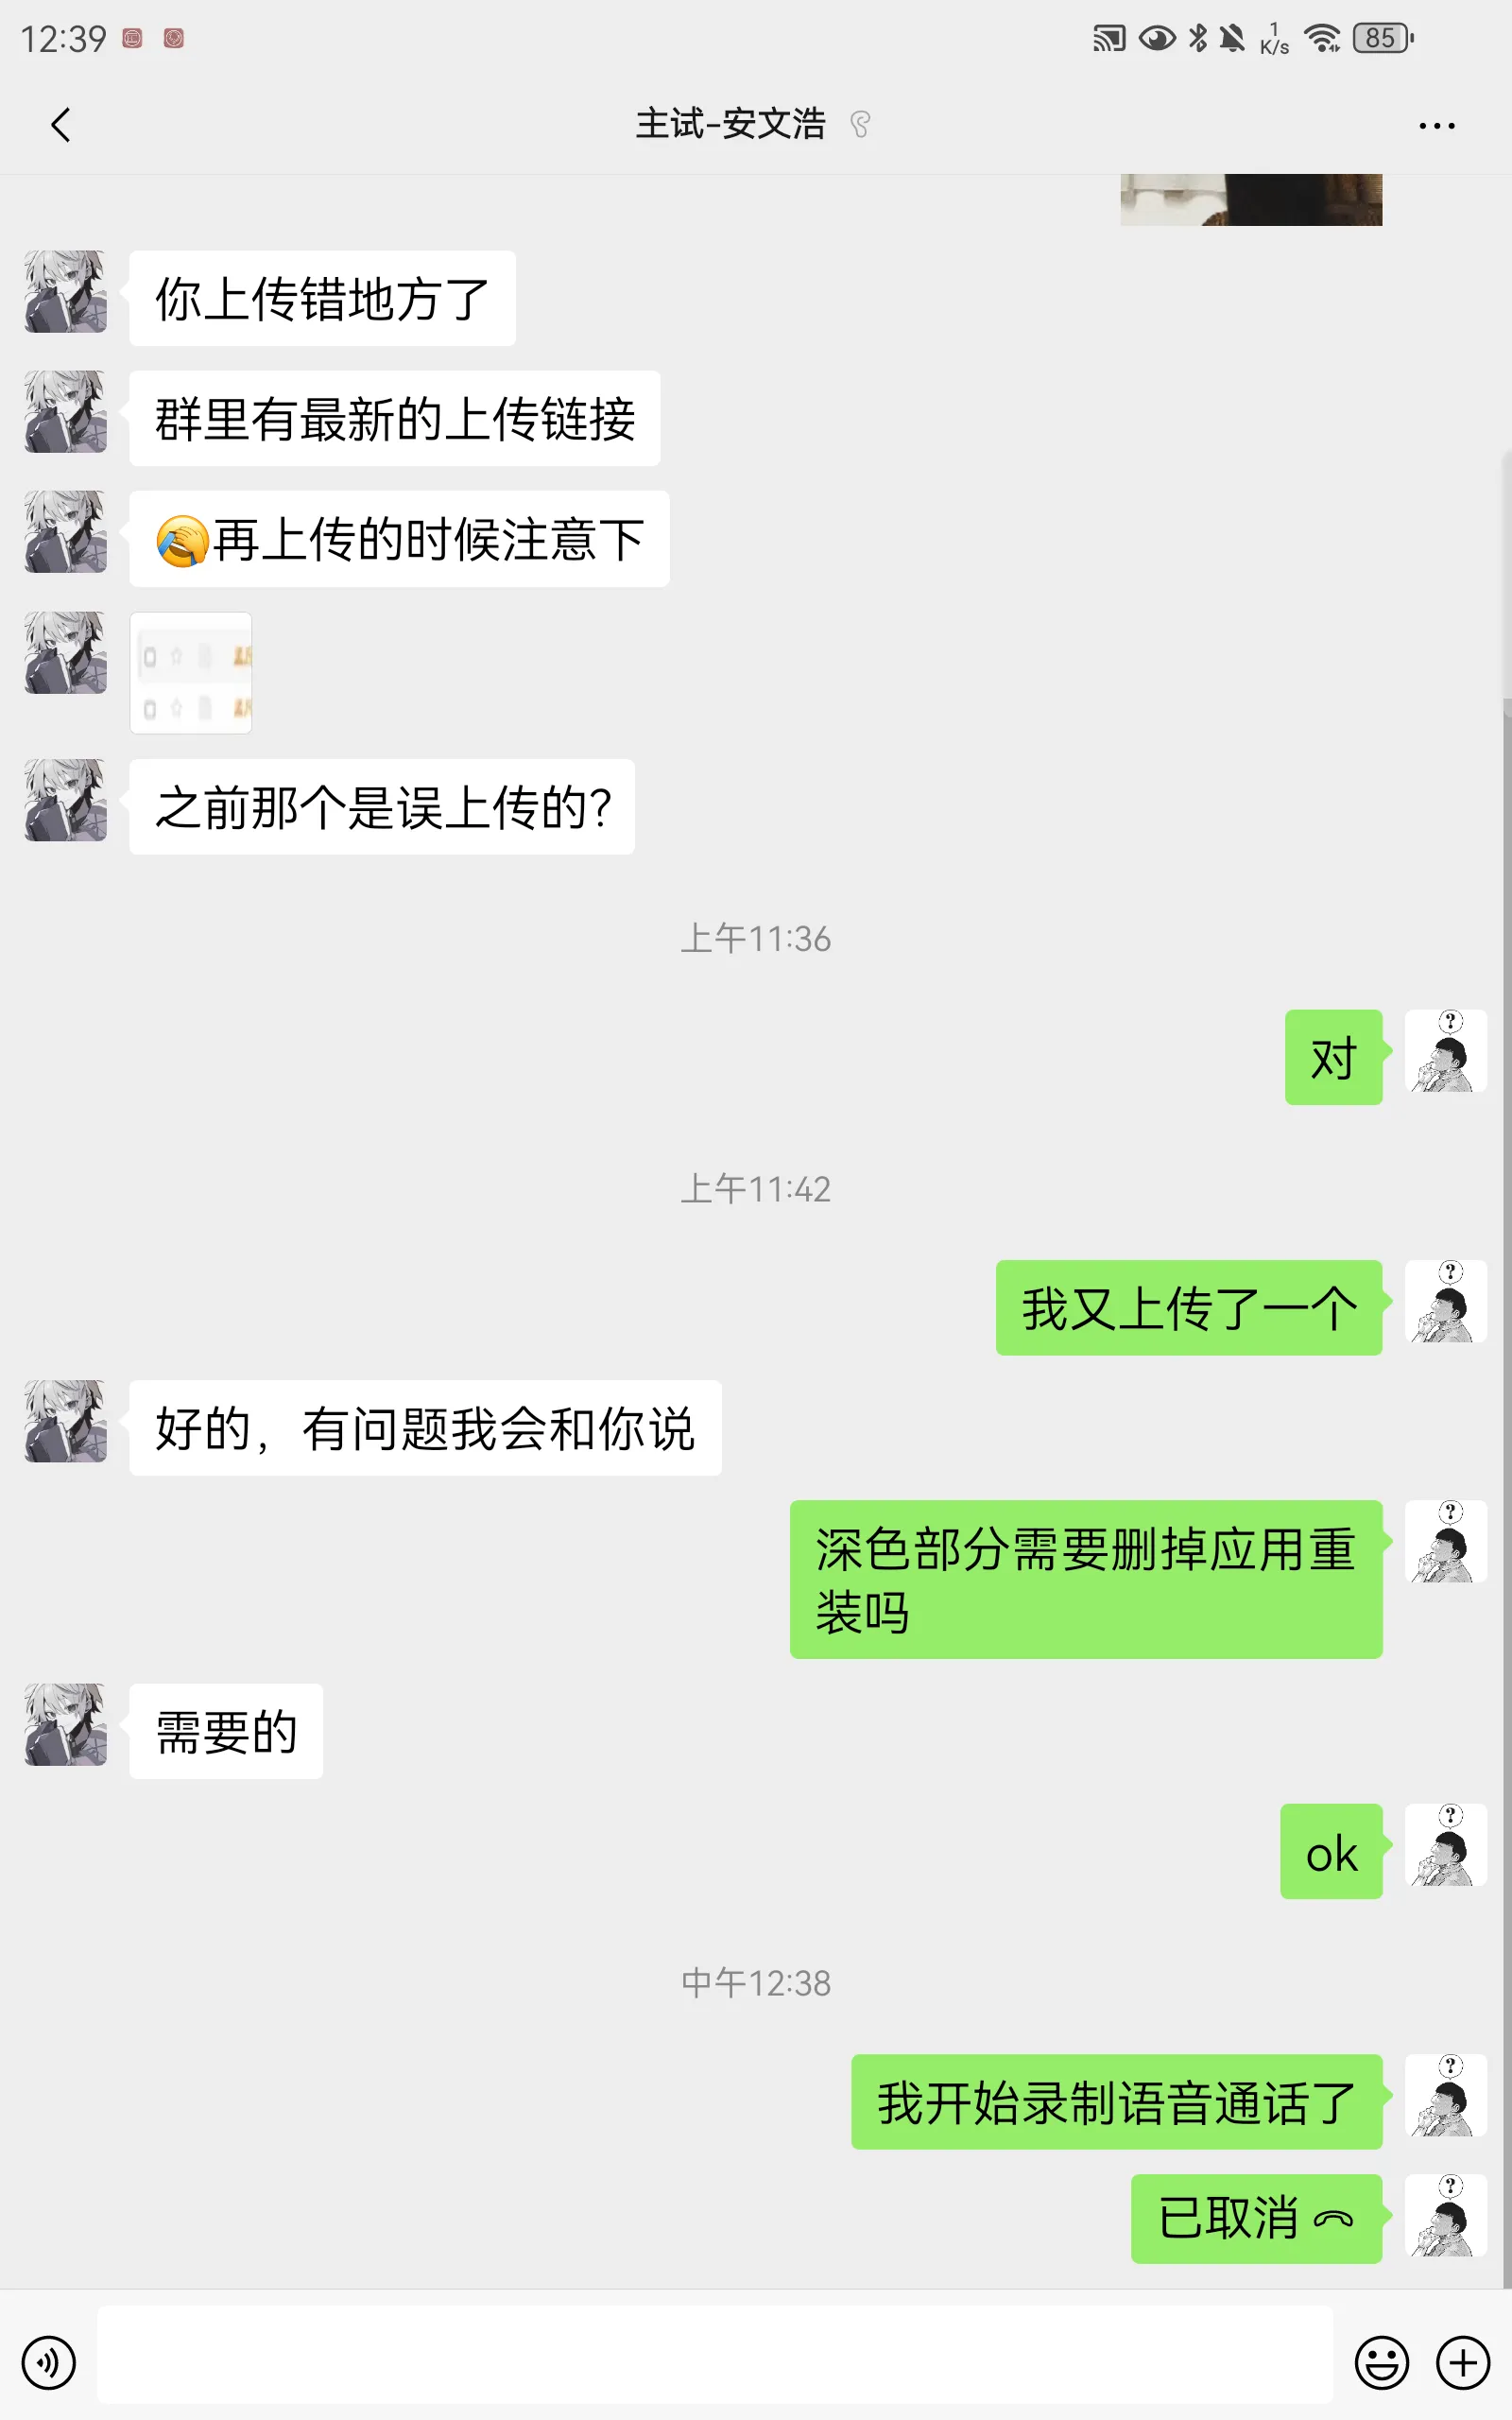 12:39
1
K/s
85
主试-安文浩
你上传错地方了
群里有最新的上传链接
🤣再上传的时候注意下
之前那个是误上传的?
上午11:36
?
对
上午11:42
?
我又上传了一个
好的，有问题我会和你说
?
深色部分需要删掉应用重
装吗
需要的
?
ok
中午12:38
?
我开始录制语音通话了
?
已取消